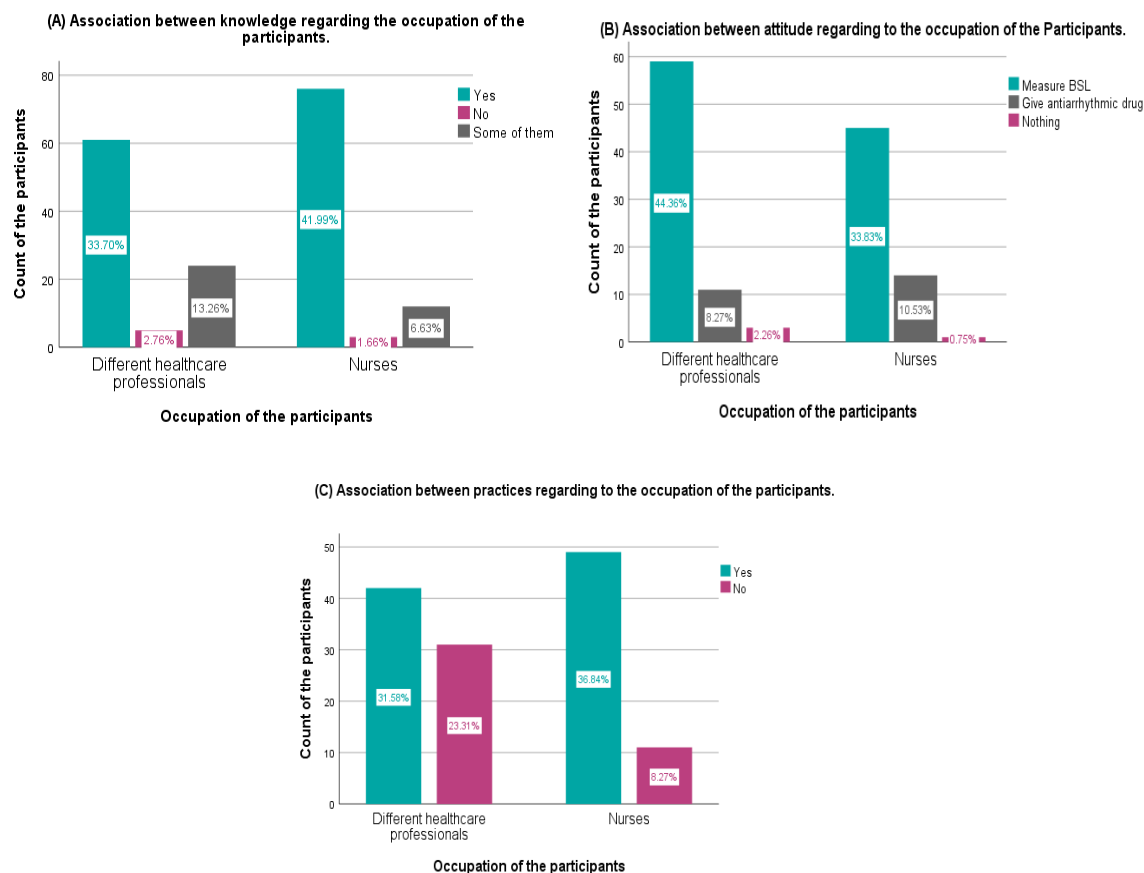 (A) Association between knowledge regarding the occupation of the
participants.
80
60
40
20
0
Count of the participants
33.70%
2.76%
13.26%
41.99%
1.66%
6.63%
Yes
No
Some of them
Different healthcare
professionals
Nurses
Occupation of the participants
(B) Association between attitude regarding to the occupation of the Participants.
60
50
40
30
20
10
0
Count of the participants
44.36%
8.27%
2.26%
33.83%
10.53%
0.75%
Measure BSL
Give antiarrhythmic drug
Nothing
Different healthcare
professionals
Nurses
Occupation of the participants
(C) Association between practices regarding to the occupation of the participants.
50
40
30
20
10
0
Count of the participants
31.58%
23.31%
36.84%
8.27%
Yes
No
Different healthcare
professionals
Nurses
Occupation of the participants